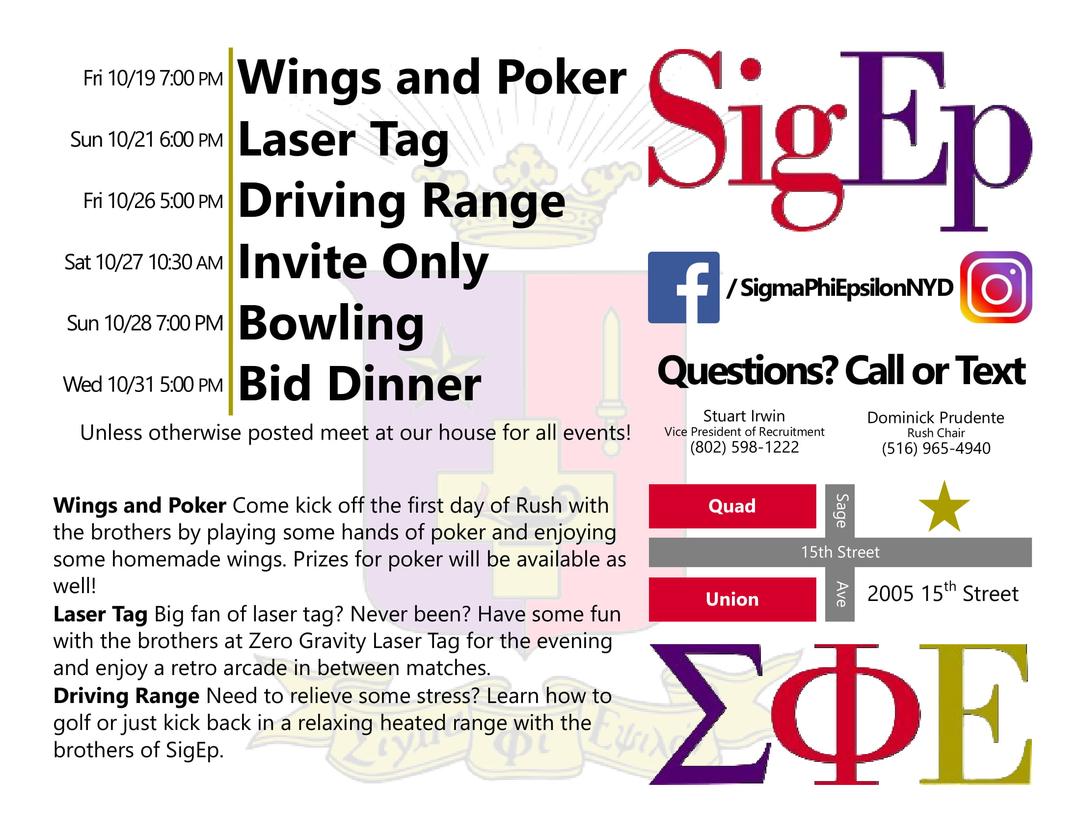 Fri 10/19 7:00 PM Wings and Poker
Sun 10/21 6:00 PM Laser Tag
Fri 10/26 5:00 PM Driving Range
Sat 10/27 10:30 AM Invite Only
Sun 10/28 7:00 PM Bowling
Wed 10/31 5:00 PM Bid Dinner
Unless otherwise posted meet at our house for all events!
Wings and Poker Come kick off the first day of Rush with
the brothers by playing some hands of poker and enjoying
some homemade wings. Prizes for poker will be available as
well!
Laser Tag Big fan of laser tag? Never been? Have some fun
with the brothers at Zero Gravity Laser Tag for the evening
and enjoy a retro arcade in between matches.
Driving Range Need to relieve some stress? Learn how to
golf or just kick back in a relaxing heated range with the
brothers of SigEp.
SigEp
/ SigmaPhiEpsilonNYD
Questions? Call or Text
Stuart Irwin
Vice President of Recruitment
(802) 598-1222
Dominick Prudente
Rush Chair
(516) 965-4940
Quad
Sage
15th Street
Union
Ave
2005 15th Street
ΣΦΕ